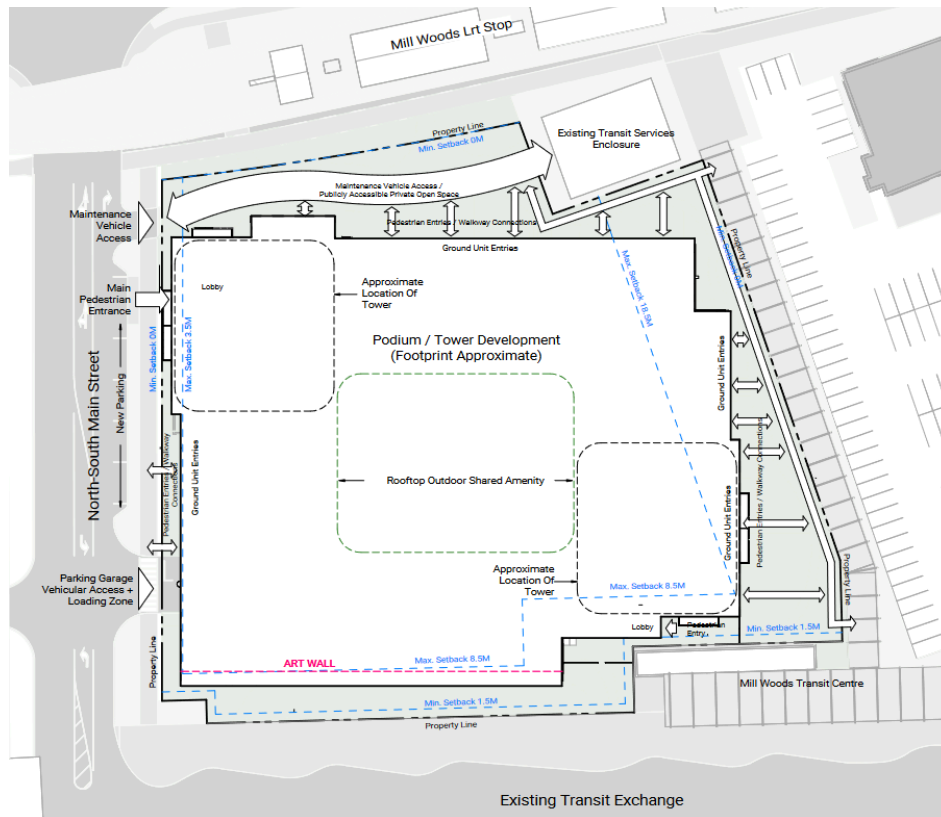 Mill Woods Lrt Stop
Property Line
Min. Setback 0M
Existing Transit Services
Enclosure
Maintenance Vehicle Access /
Publicly Accessible Private Open Space
Maintenance
Vehicle
Access
Pedestrian Entries / Walkway Connections
Ground Unit Entries
Property Line
Min. Setback 0M
Lobby
Approximate
Location Of
Tower
Max. Setback 18.5M
Main
Pedestrian
Entrance
Podium / Tower Development
(Footprint Approximate)
Min. Setback 0M
Max. Setback 3.5M
North-South Main Street
New Parking
Ground Unit Entries
Pedestrian Entries / Walkway
Connections
Ground Unit Entries
Rooftop Outdoor Shared Amenity
Ground Unit Entries
Pedestrian Entries / Walkway Connections
Parking Garage
Vehicular Access +
Loading Zone
Approximate
Location Of
Tower
Max. Setback 8.5M
Property Line
Lobby
Pedestrian
Entry
Min. Setback 1.5M
Property Line
ART WALL
Max. Setback 8.5M
Mill Woods Transit Centre
Min. Setback 1.5M
Property Line
Existing Transit Exchange